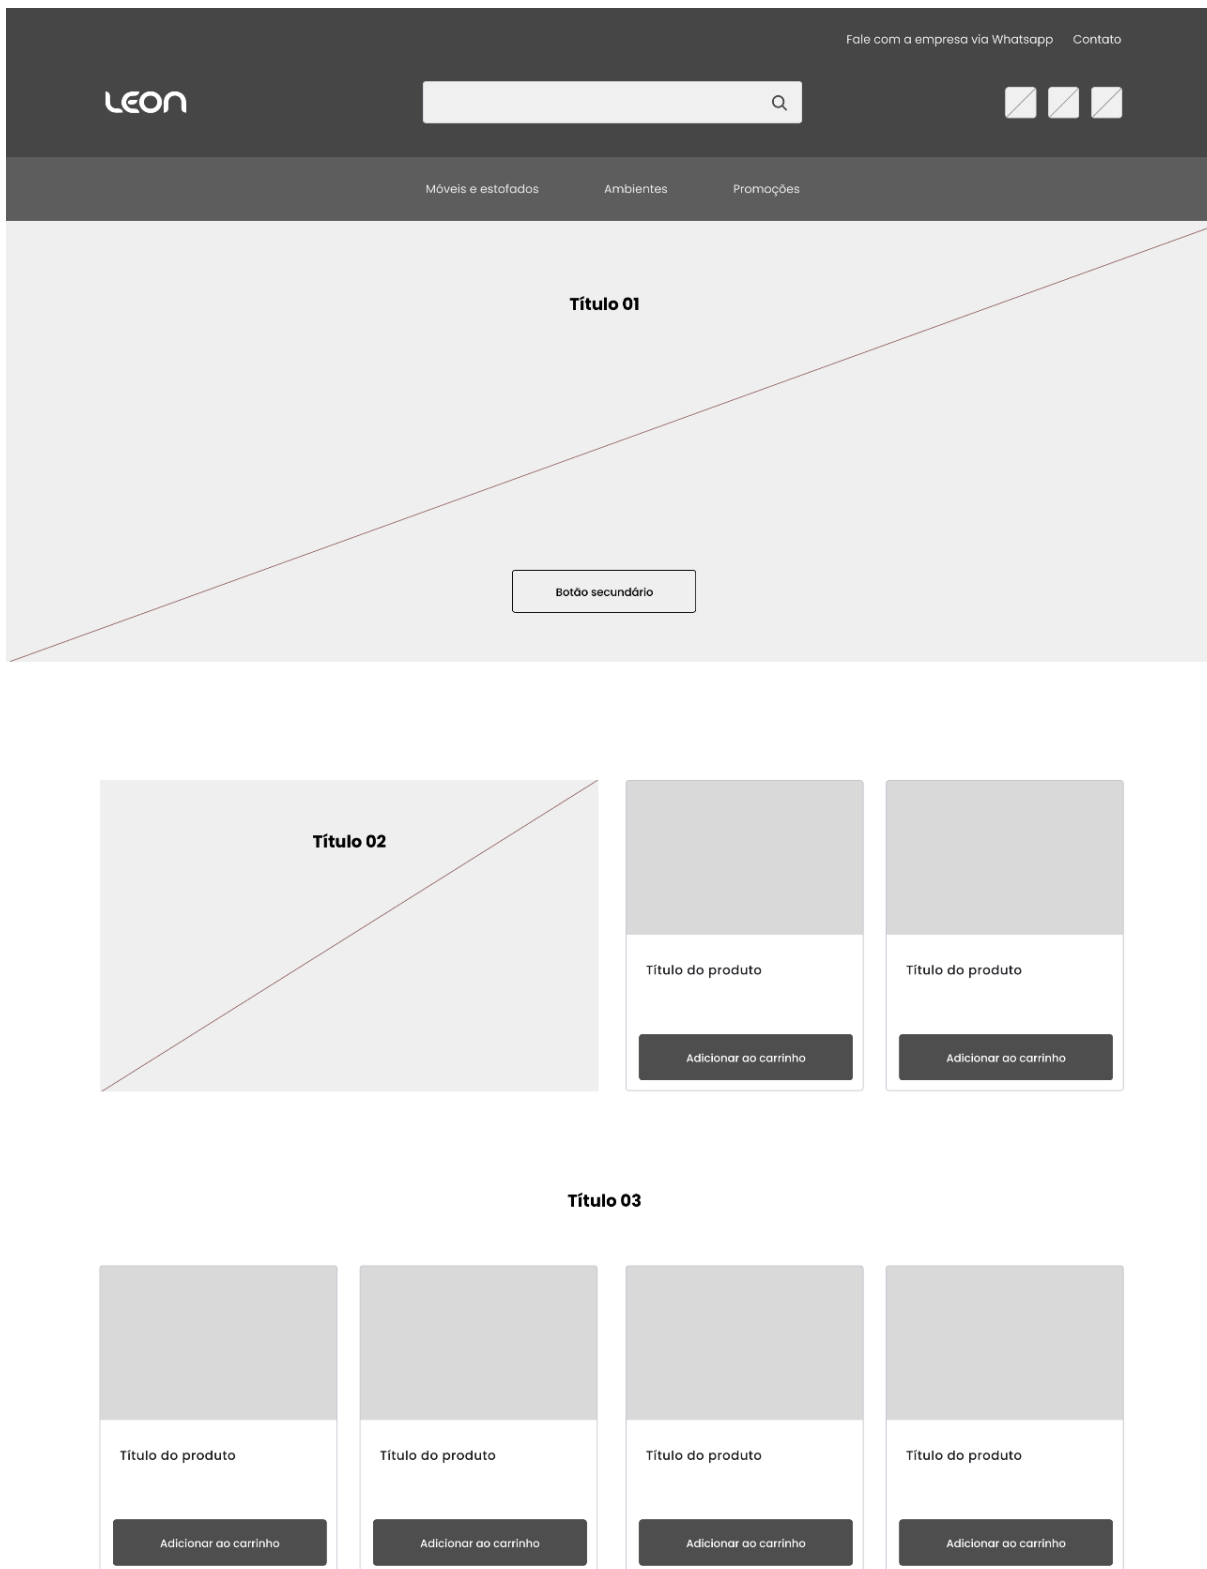 Fale com a empresa via Whatsapp Contato
LEON
Móveis e estofados Ambientes Promoções
Título 01
Botão secundário
Título 02
Título do produto Título do produto
Adicionar ao carrinho Adicionar ao carrinho
Título 03
Título do produto Título do produto Título do produto Título do produto
Adicionar ao carrinho Adicionar ao carrinho Adicionar ao carrinho Adicionar ao carrinho